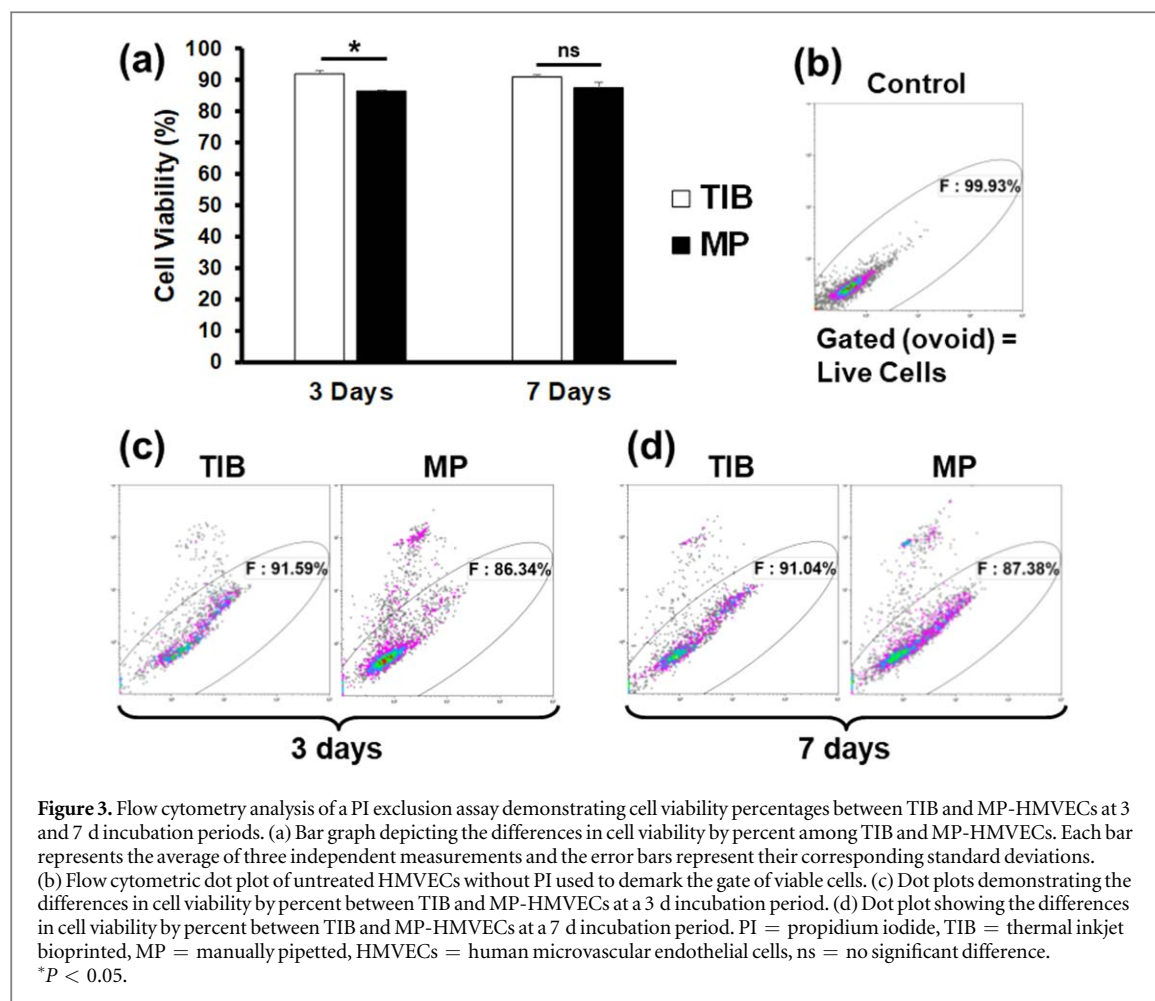 (a)
100
90
80
70
60
50
40
30
20
10
0
Cell Viability (%)
*
ns
3 Days
7 Days
TIB
MP
(b)
Control
F : 99.93%
Gated (ovoid) =
Live Cells
(c)
TIB
MP
F : 91.59%
F : 86.34%
3 days
(d)
TIB
MP
F : 91.04%
F : 87.38%
7 days
Figure 3. Flow cytometry analysis of a PI exclusion assay demonstrating cell viability percentages between TIB and MP-HMVECs at 3
and 7 d incubation periods. (a) Bar graph depicting the differences in cell viability by percent among TIB and MP-HMVECs. Each bar
represents the average of three independent measurements and the error bars represent their corresponding standard deviations.
(b) Flow cytometric dot plot of untreated HMVECs without PI used to demark the gate of viable cells. (c) Dot plots demonstrating the
differences in cell viability by percent between TIB and MP-HMVECs at a 3 d incubation period. (d) Dot plot showing the differences
in cell viability by percent between TIB and MP-HMVECs at a 7 d incubation period. PI = propidium iodide, TIB = thermal inkjet
bioprinted, MP = manually pipetted, HMVECs = human microvascular endothelial cells, ns = no significant difference.
*P < 0.05.